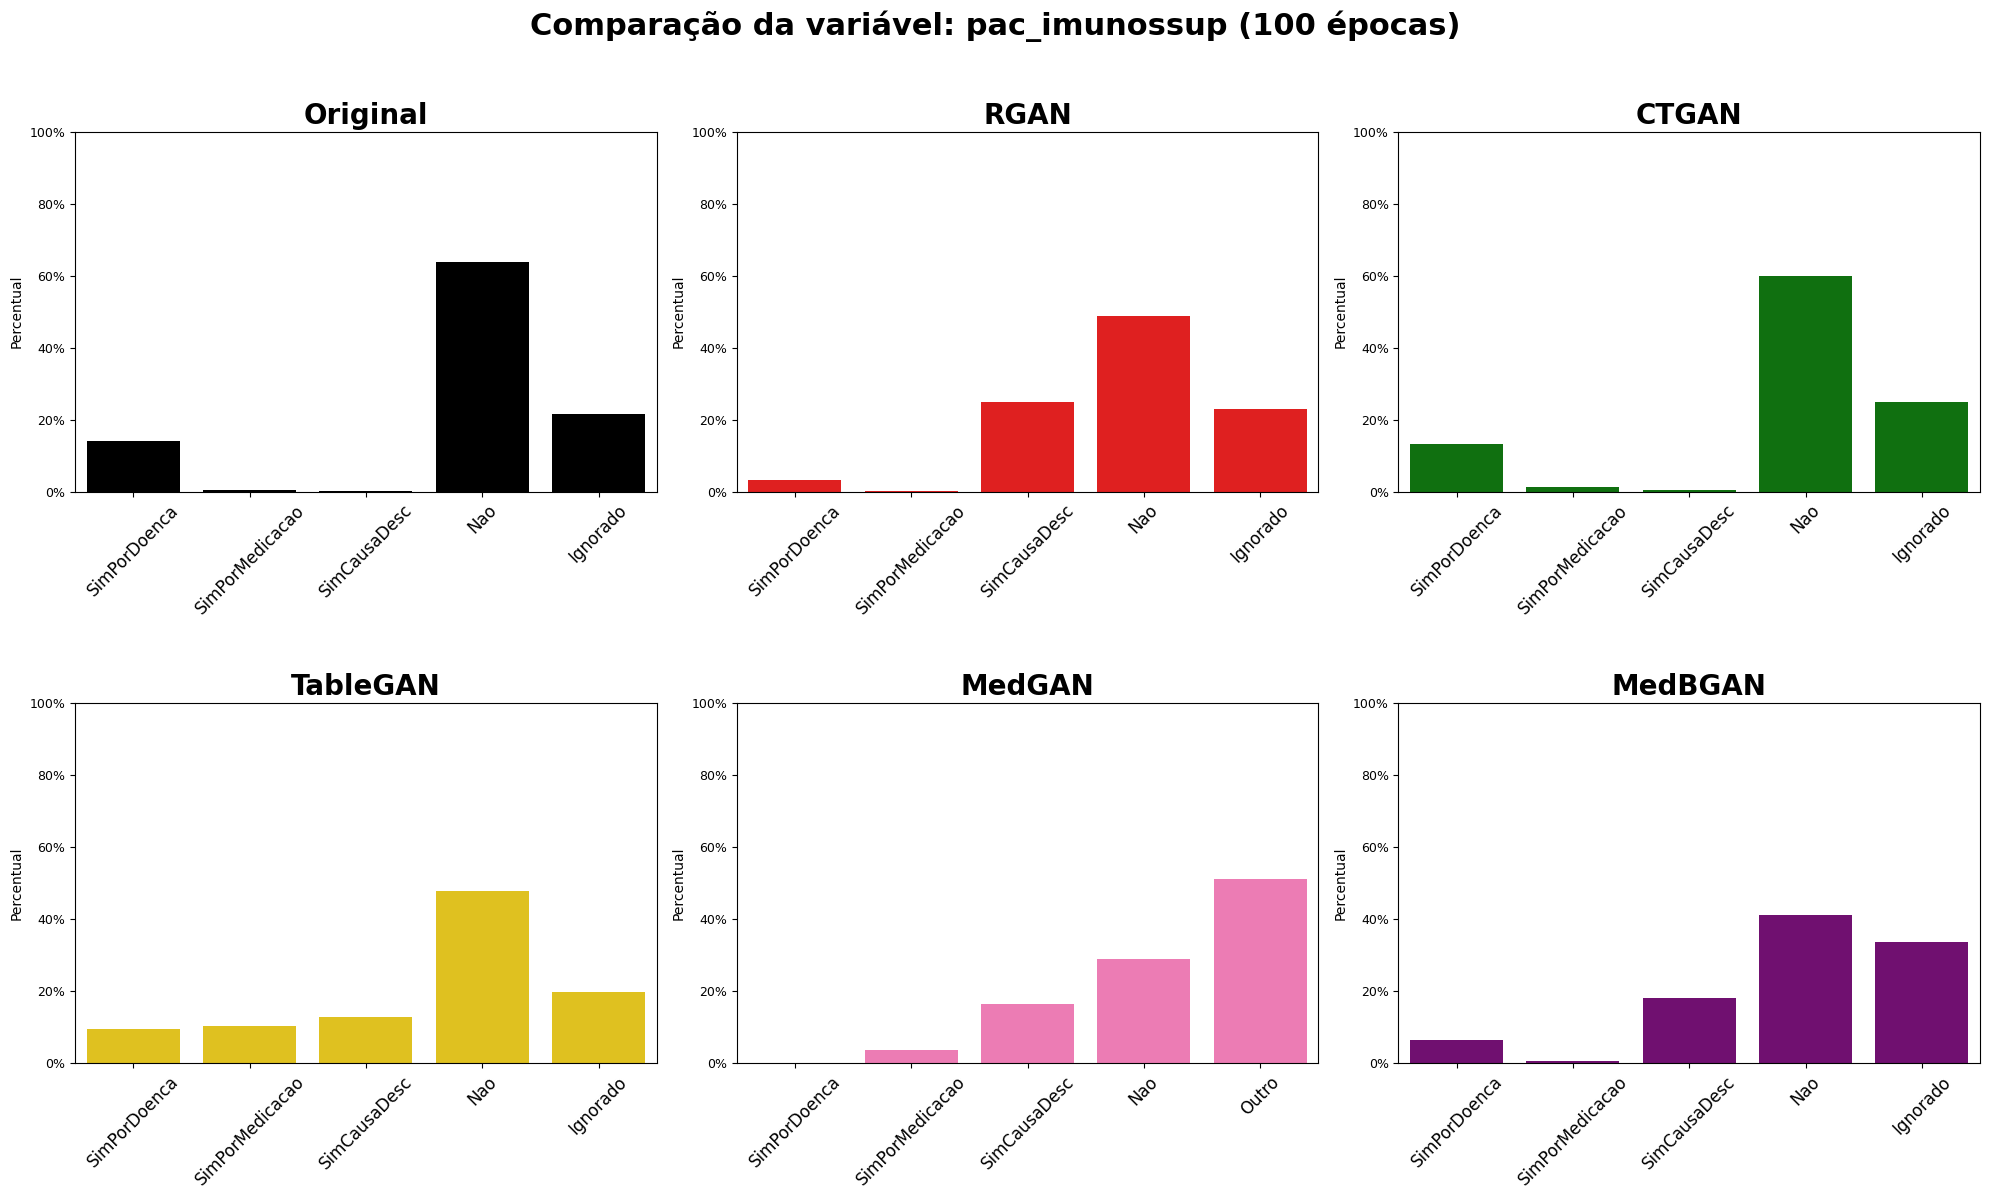 Comparação da variável: pac_imunossup (100 épocas)
Original
Percentual
100%
80%
60%
40%
20%
0%
SimPorDoenca
SimPorMedicacao
SimCausaDesc
Nao
Ignorado
RGAN
Percentual
100%
80%
60%
40%
20%
0%
SimPorDoenca
SimPorMedicacao
SimCausaDesc
Nao
Ignorado
CTGAN
Percentual
100%
80%
60%
40%
20%
0%
SimPorDoenca
SimPorMedicacao
SimCausaDesc
Nao
Ignorado
TableGAN
Percentual
100%
80%
60%
40%
20%
0%
SimPorDoenca
SimPorMedicacao
SimCausaDesc
Nao
Ignorado
MedGAN
Percentual
100%
80%
60%
40%
20%
0%
SimPorDoenca
SimPorMedicacao
SimCausaDesc
Nao
Outro
MedBGAN
Percentual
100%
80%
60%
40%
20%
0%
SimPorDoenca
SimPorMedicacao
SimCausaDesc
Nao
Ignorado